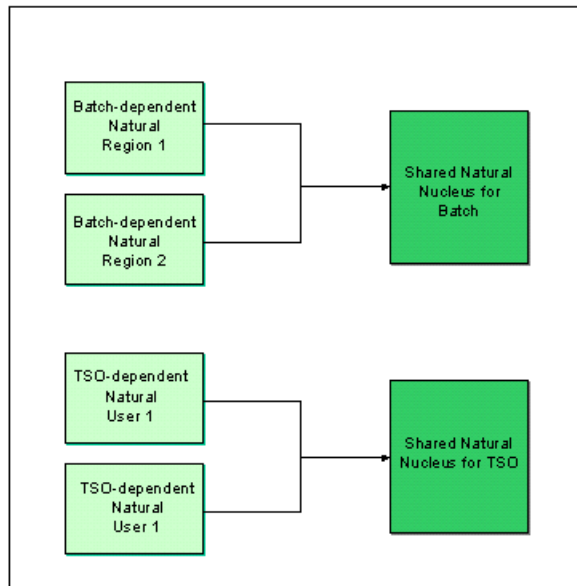 Batch-dependent
Natural
Region 1
Shared Natural
Nucleus for
Batch
Batch-dependent
Natural
Region 2
TSO-dependent
Natural
User 1
Shared Natural
Nucleus for TSO
TSO-dependent
Natural
User 1